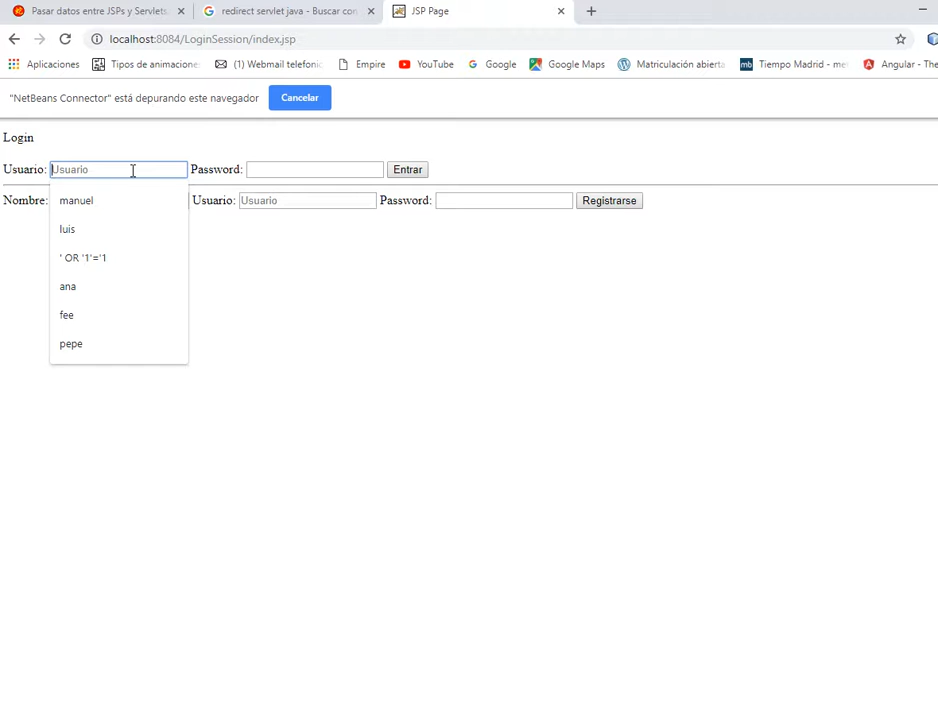 Pasar datos entre JSPs y Servlets redirect servlet java - Buscar con JSP Page
localhost:8084/LoginSession/index.jsp
Aplicaciones Tipos de animacione (1) Webmail telefonic Empire YouTube Google Google Maps Matriculación abierta Tiempo Madrid - me Angular - The
"NetBeans Connector" está depurando este navegador Cancelar
Login
Usuario: Usuario Password: Entrar
Nombre: Usuario: Usuario Password: Registrarse
manuel
luis
' OR '1'='1
ana
fee
pepe